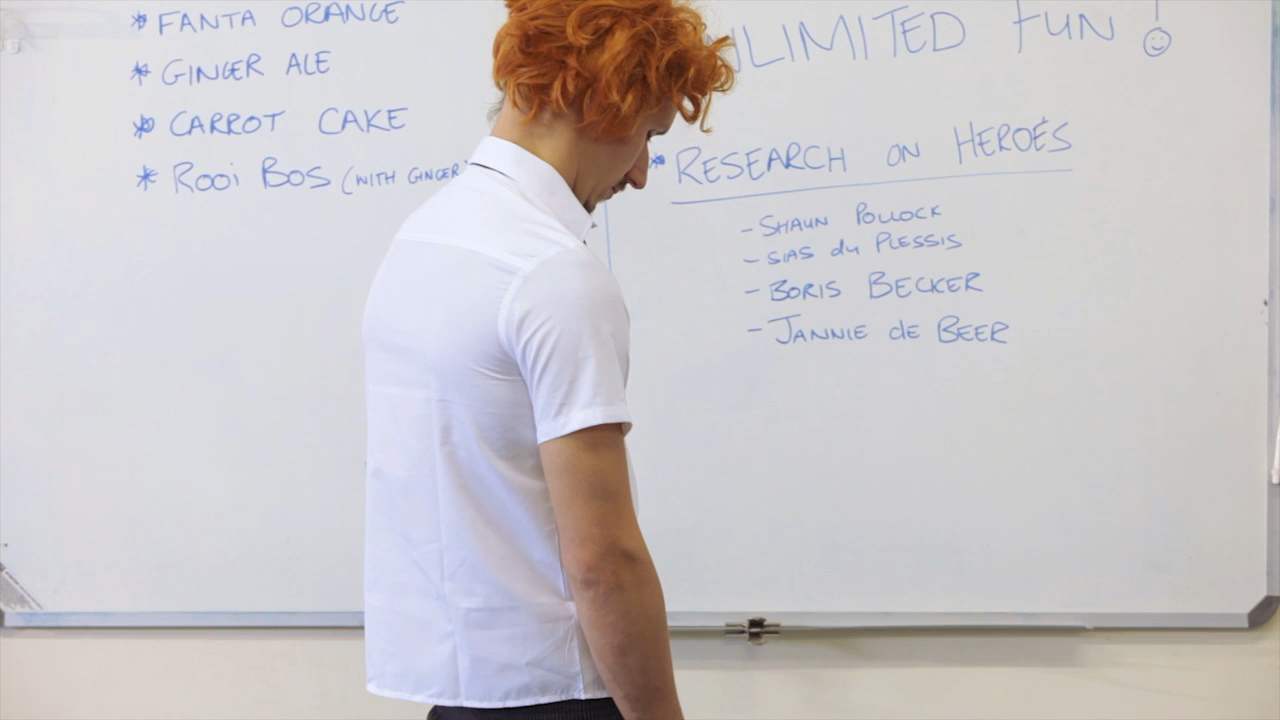 * FANTA ORANGE
* GINGER ALE
* CARROT CAKE
* ROOI BOS (WITH GINGER)
UNLIMITED FUN!
* RESEARCH ON HEROES
- SHAUN POLLOCK
- SIAS du PLESSIS
- BORIS BECKER
- JANNIE de BEER